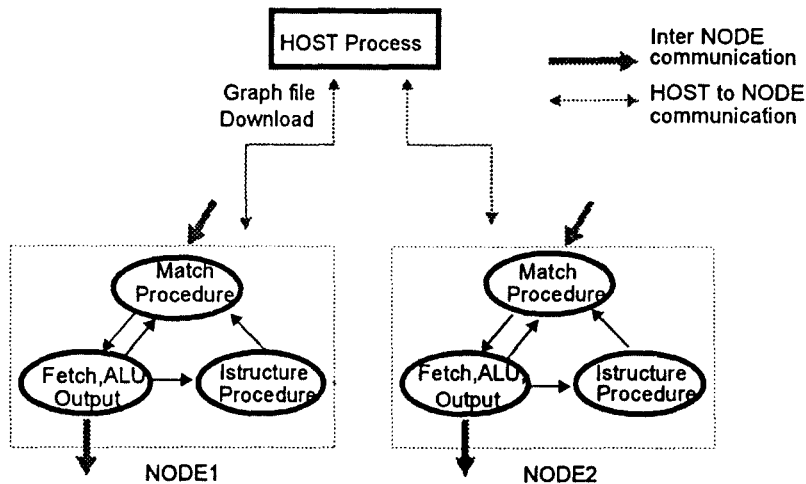 HOST Process
Inter NODE
communication
HOST to NODE
communication
Graph file
Download
Match
Procedure
Fetch,ALU,
Output
Istructure
Procedure
NODE1
Match
Procedure
Fetch,ALU,
Output
Istructure
Procedure
NODE2